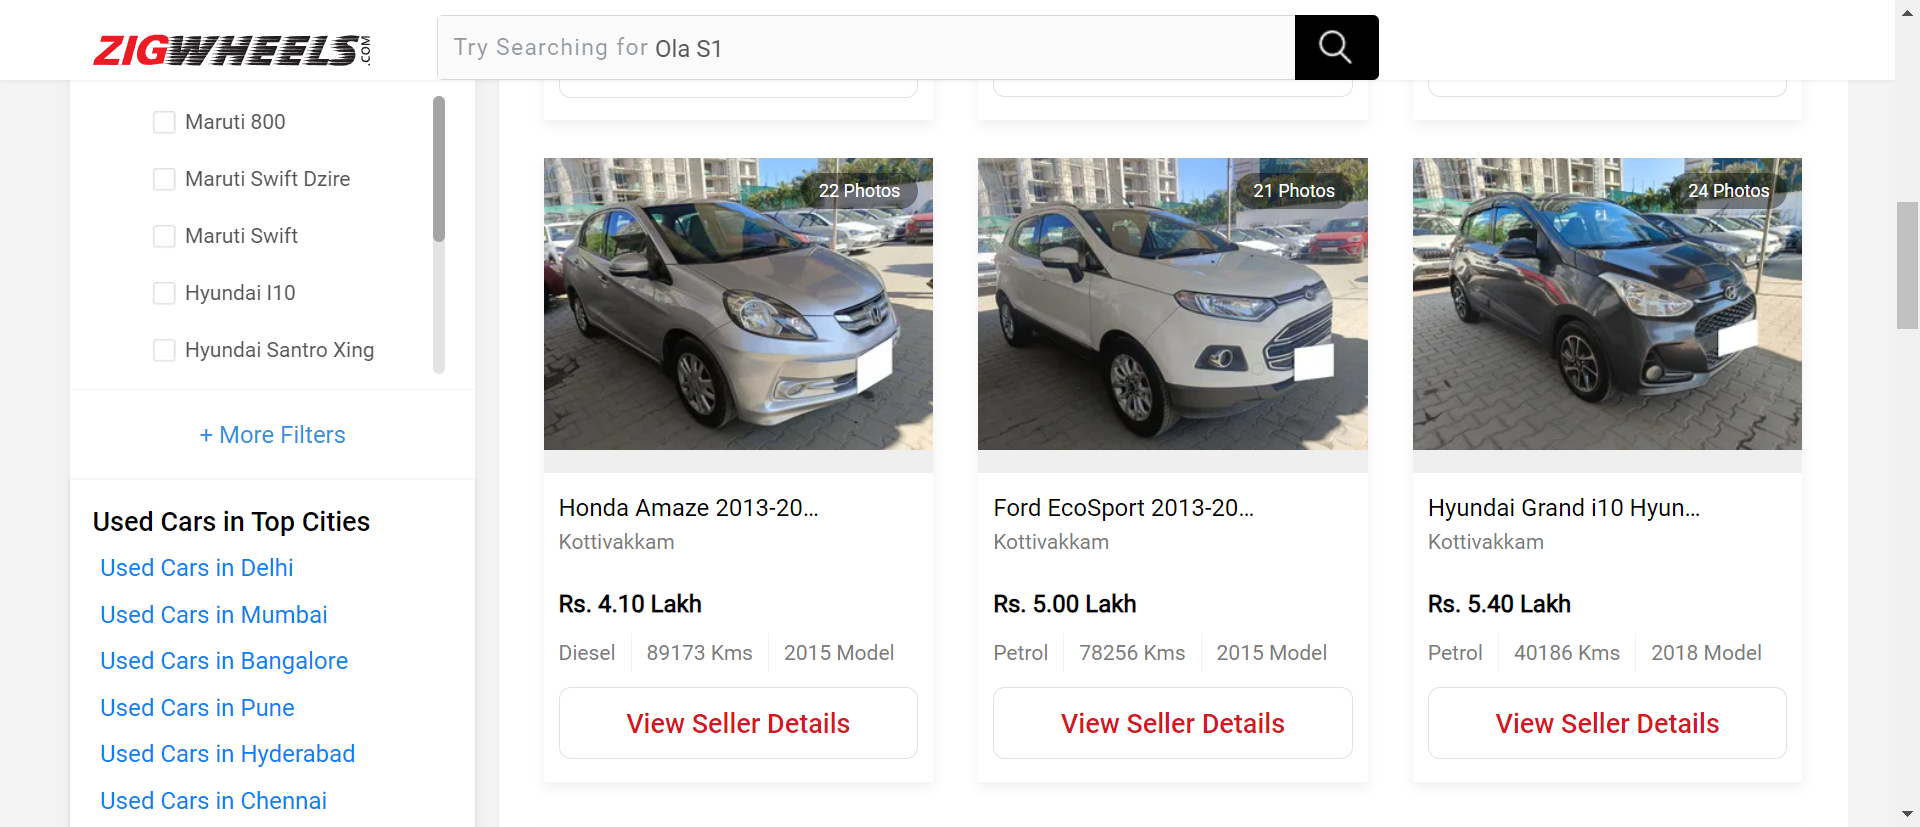 ZIGWHEELS.COM
Try Searching for Ola S1
Maruti 800
Maruti Swift Dzire
Maruti Swift
Hyundai I10
Hyundai Santro Xing
+ More Filters
Used Cars in Top Cities
Used Cars in Delhi
Used Cars in Mumbai
Used Cars in Bangalore
Used Cars in Pune
Used Cars in Hyderabad
Used Cars in Chennai
22 Photos
Honda Amaze 2013-20...
Kottivakkam
Rs. 4.10 Lakh
Diesel 89173 Kms 2015 Model
View Seller Details
21 Photos
Ford EcoSport 2013-20...
Kottivakkam
Rs. 5.00 Lakh
Petrol 78256 Kms 2015 Model
View Seller Details
24 Photos
Hyundai Grand i10 Hyun...
Kottivakkam
Rs. 5.40 Lakh
Petrol 40186 Kms 2018 Model
View Seller Details